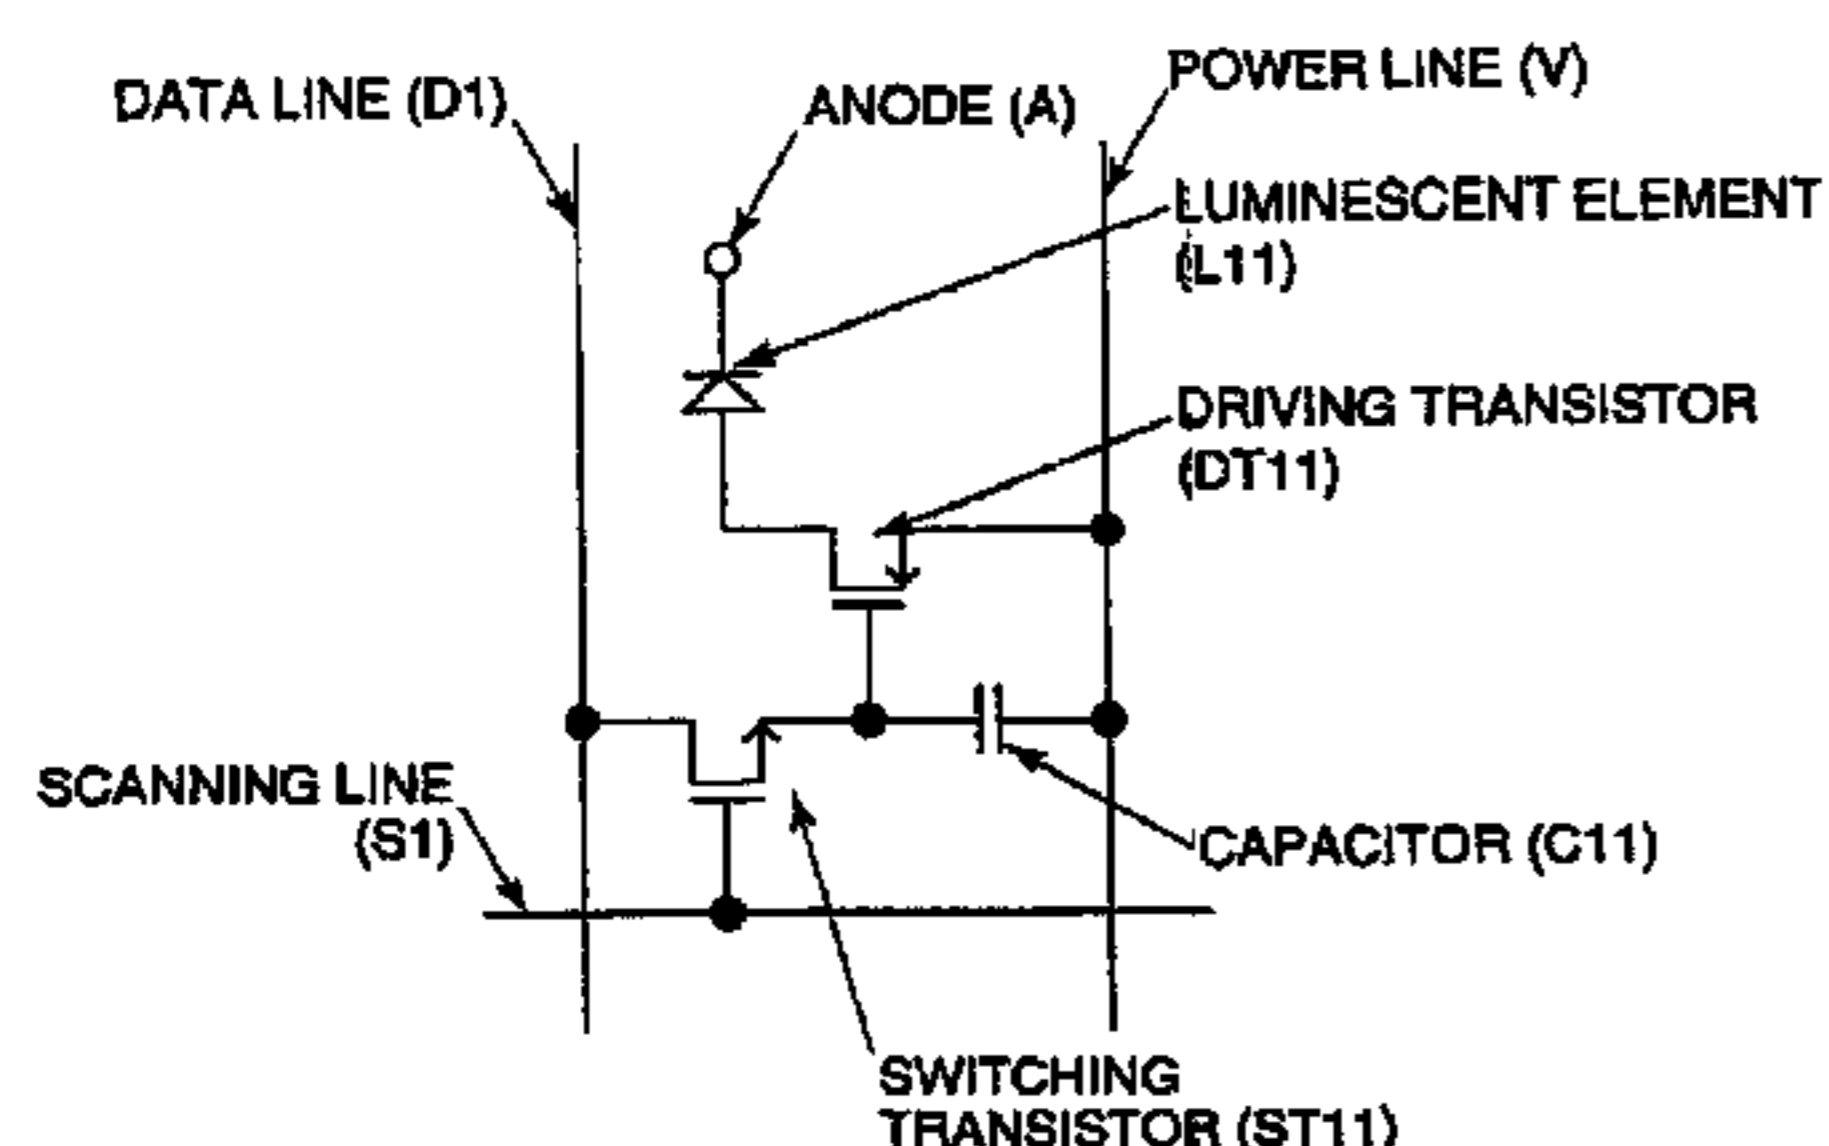 DATA LINE (D1)
ANODE (A)
POWER LINE (V)
LUMINESCENT ELEMENT
(L11)
DRIVING TRANSISTOR
(DT11)
SCANNING LINE
(S1)
CAPACITOR (C11)
SWITCHING
TRANSISTOR (ST11)